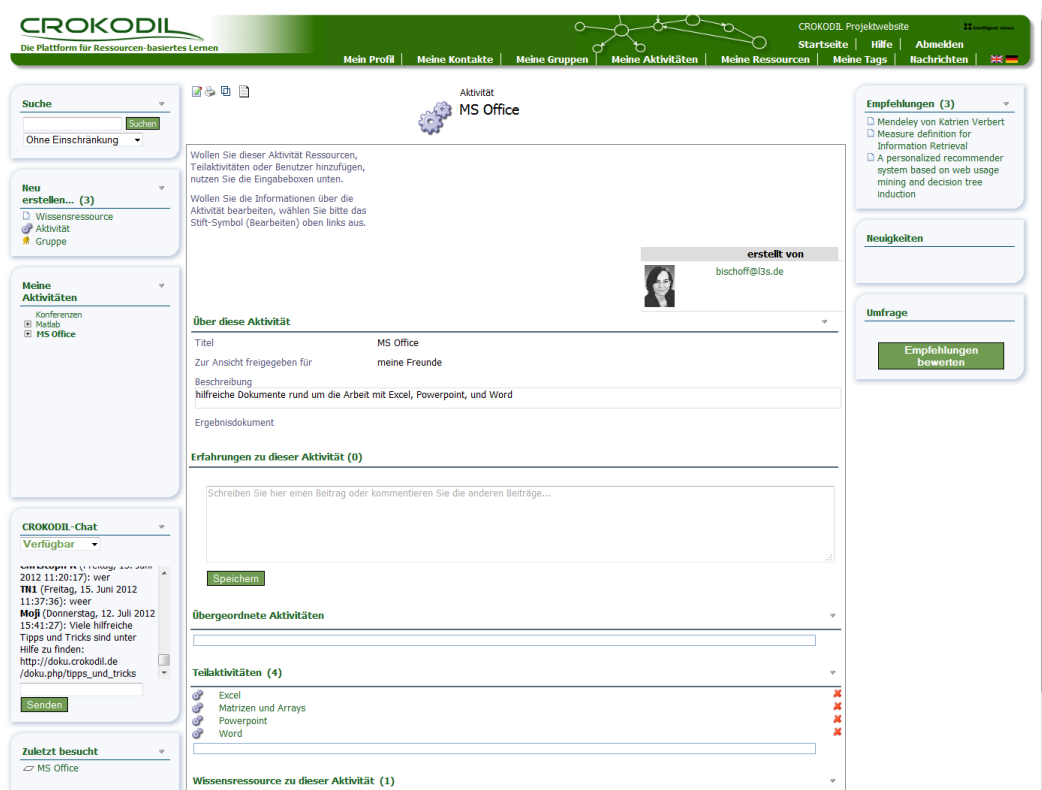 CROKODIL
Die Plattform für Ressourcen-basiertes Lernen
CROKODIL Projektwebsite
intelligent views
Startseite | Hilfe | Abmelden
Mein Profil | Meine Kontakte | Meine Gruppen | Meine Aktivitäten | Meine Ressourcen | Meine Tags | Nachrichten |
Suche
Suchen
Ohne Einschränkung
Neu
erstellen... (3)
Wissensressource
Aktivität
Gruppe
Meine
Aktivitäten
Konferenzen
Matlab
MS Office
CROKODIL-Chat
Verfügbar
Christoph R (Freitag, 15. Juni
2012 11:20:17): wer
TN1 (Freitag, 15. Juni 2012
11:37:36): weer
Moji (Donnerstag, 12. Juli 2012
15:41:27): Viele hilfreiche
Tipps und Tricks sind unter
Hilfe zu finden:
http://doku.crokodil.de
/doku.php/tipps_und_tricks
Senden
Zuletzt besucht
MS Office
Aktivität
MS Office
Wollen Sie dieser Aktivität Ressourcen,
Teilaktivitäten oder Benutzer hinzufügen,
nutzen Sie die Eingabeboxen unten.
Wollen Sie die Informationen über die
Aktivität bearbeiten, wählen Sie bitte das
Stift-Symbol (Bearbeiten) oben links aus.
erstellt von
bischoff@l3s.de
Über diese Aktivität
Titel MS Office
Zur Ansicht freigegeben für meine Freunde
Beschreibung
hilfreiche Dokumente rund um die Arbeit mit Excel, Powerpoint, und Word
Ergebnisdokument
Erfahrungen zu dieser Aktivität (0)
Schreiben Sie hier einen Beitrag oder kommentieren Sie die anderen Beiträge...
Speichern
Übergeordnete Aktivitäten
Teilaktivitäten (4)
Excel
Matrizen und Arrays
Powerpoint
Word
Wissensressource zu dieser Aktivität (1)
Empfehlungen (3)
Mendeley von Katrien Verbert
Measure definition for
Information Retrieval
A personalized recommender
system based on web usage
mining and decision tree
induction
Neuigkeiten
Umfrage
Empfehlungen
bewerten